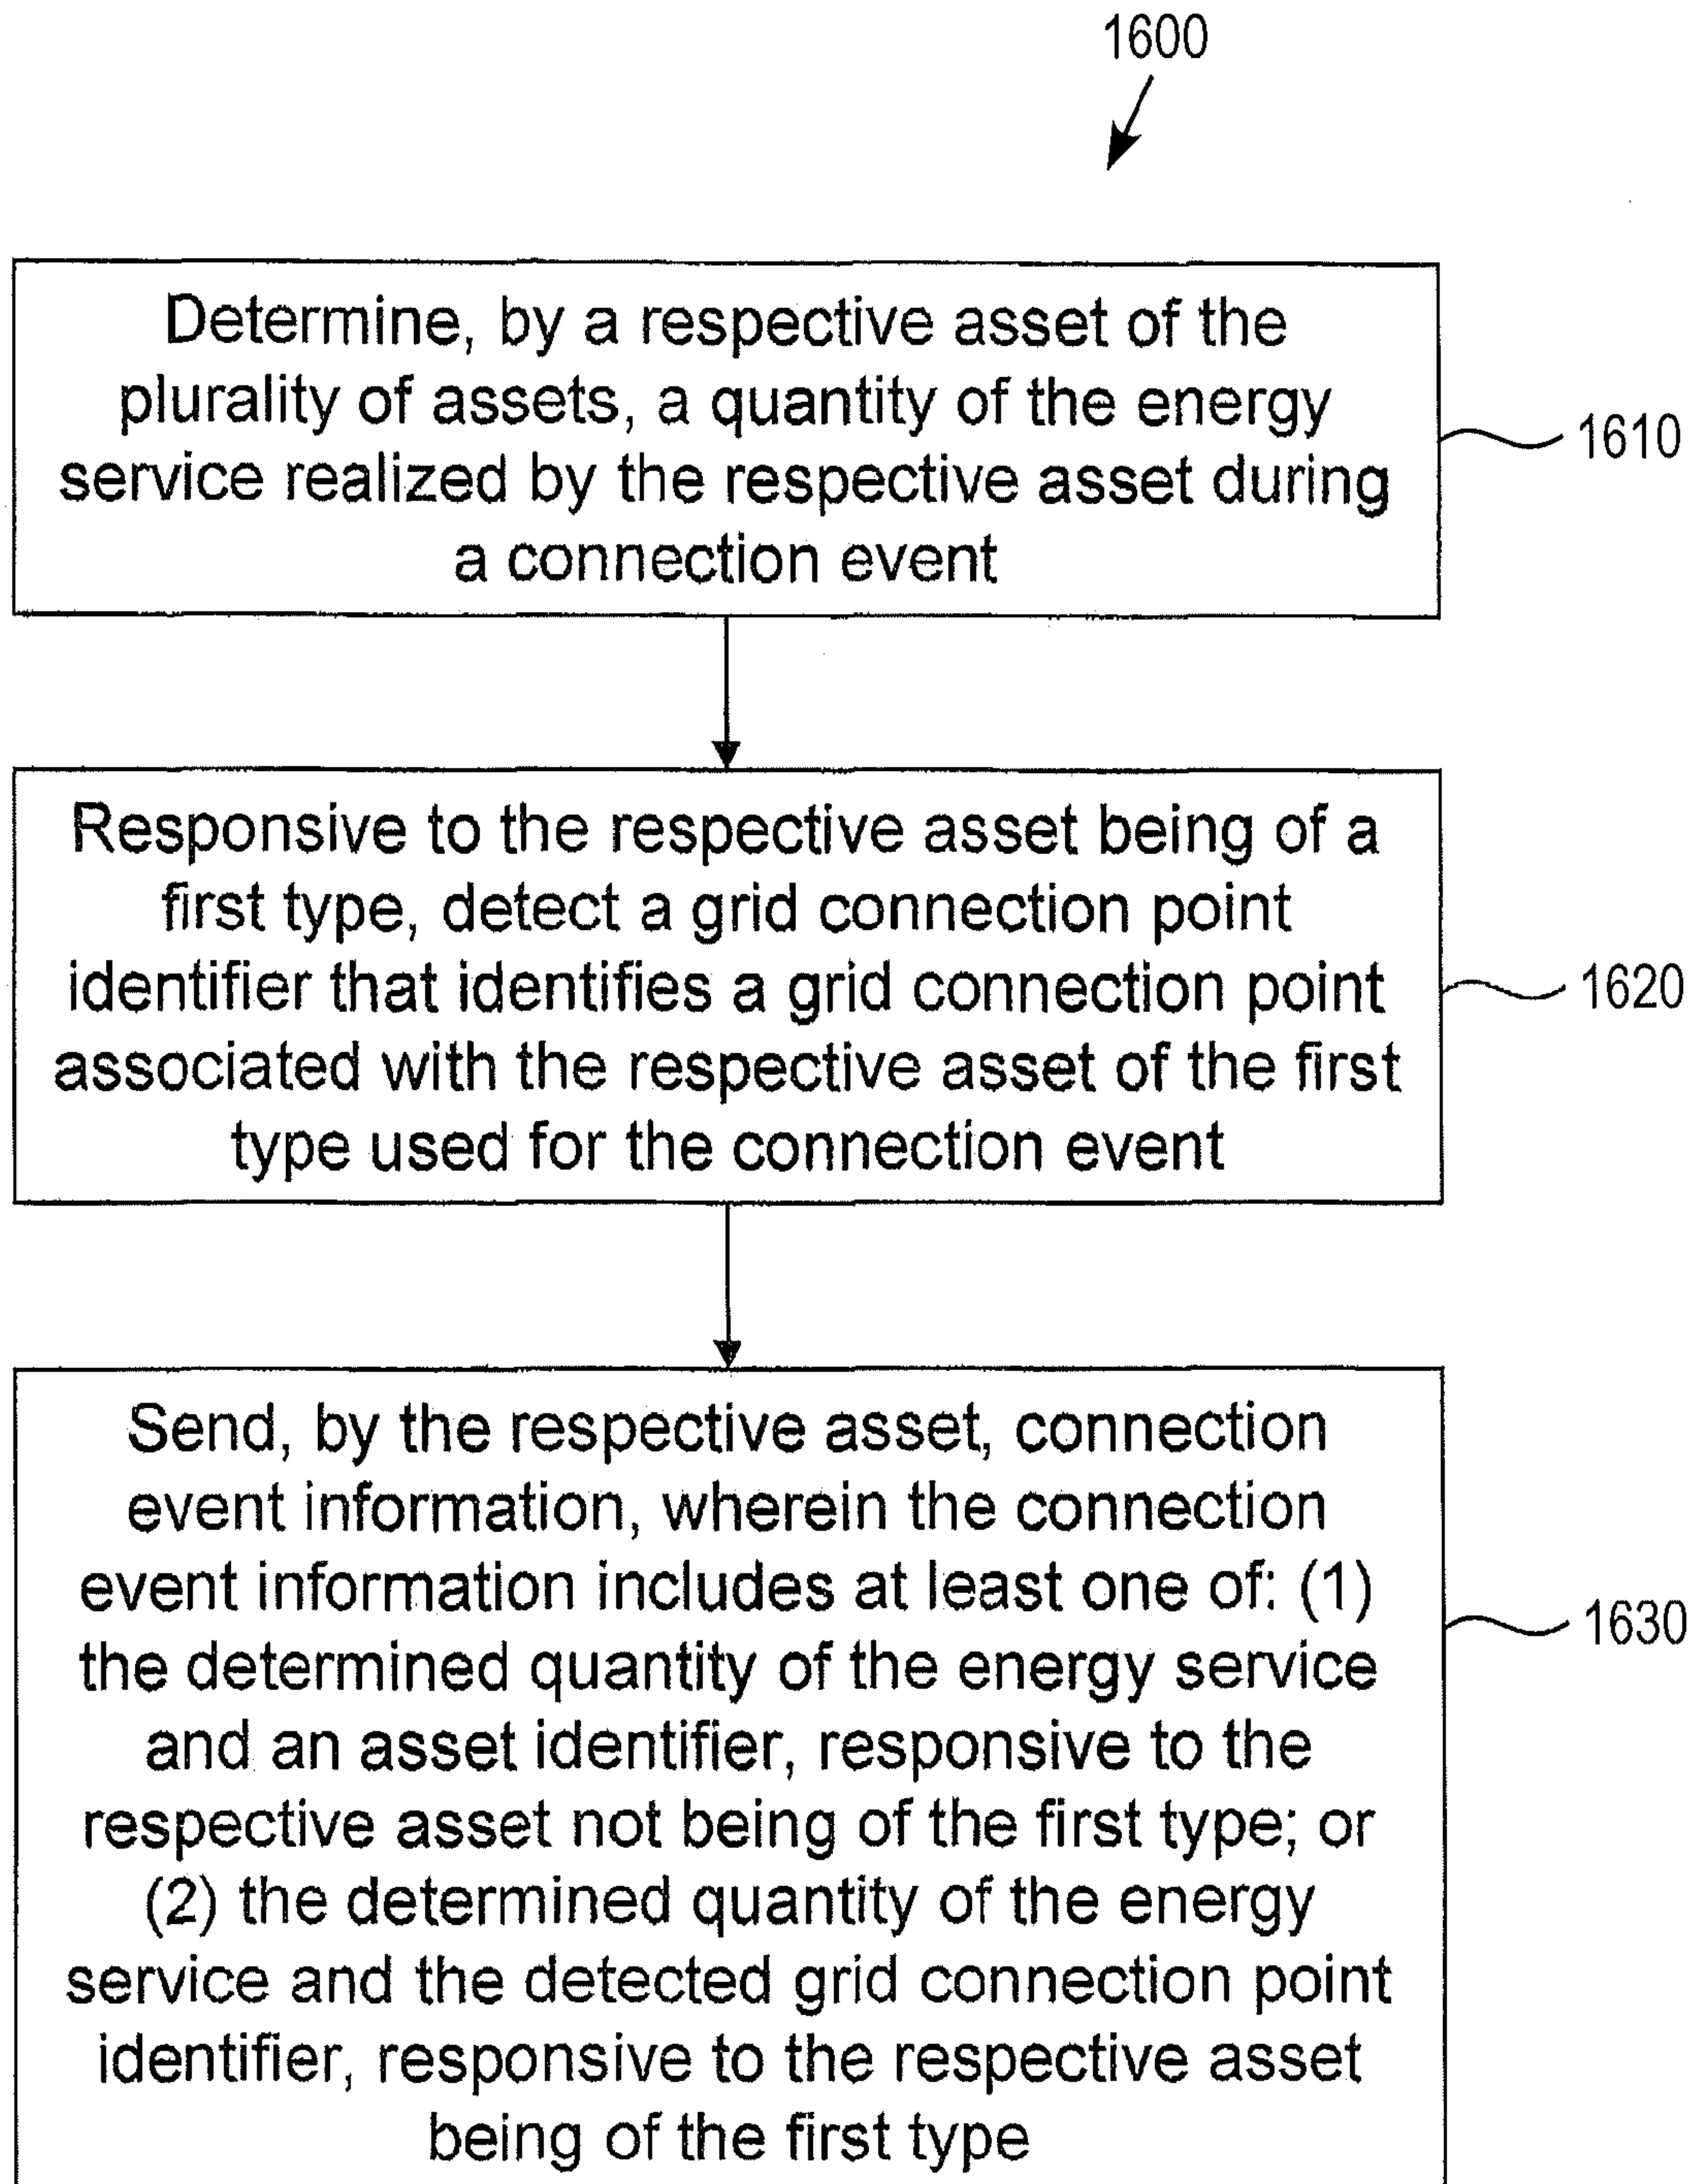 1600
Determine, by a respective asset of the
plurality of assets, a quantity of the energy
service realized by the respective asset during
a connection event
1610
Responsive to the respective asset being of a
first type, detect a grid connection point
identifier that identifies a grid connection point
associated with the respective asset of the first
type used for the connection event
1620
Send, by the respective asset, connection
event information, wherein the connection
event information includes at least one of: (1)
the determined quantity of the energy service
and an asset identifier, responsive to the
respective asset not being of the first type; or
(2) the determined quantity of the energy
service and the detected grid connection point
identifier, responsive to the respective asset
being of the first type
1630